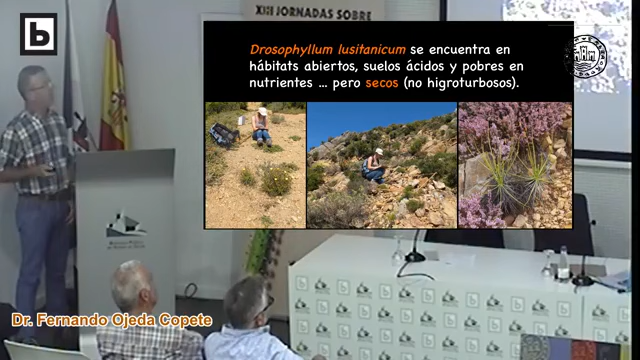 b
XIII JORNADAS SOBRE
Drosophyllum lusitanicum se encuentra en
hábitats abiertos, suelos ácidos y pobres en
nutrientes ... pero secos (no higroturbosos).
Dr. Fernando Ojeda Copete